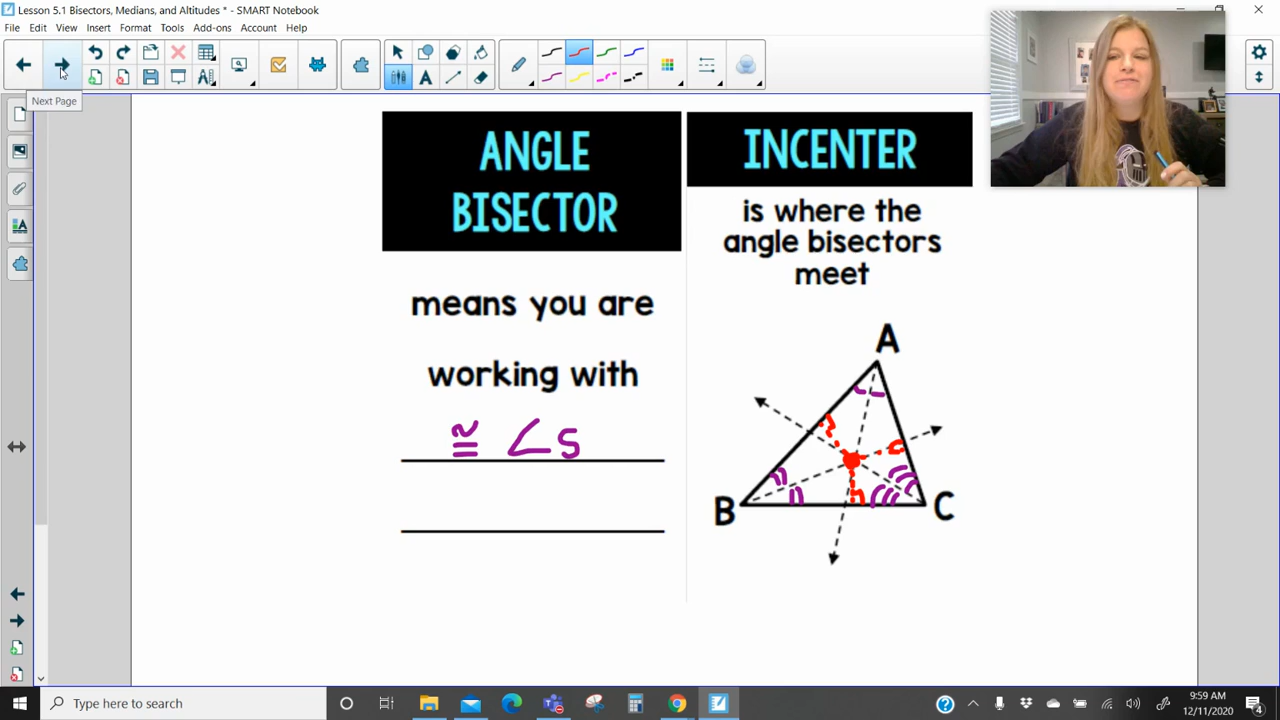 Lesson 5.1 Bisectors, Medians, and Altitudes * - SMART Notebook
File Edit View Insert Format Tools Add-ons Account Help
Next Page
ANGLE
BISECTOR
means you are
working with
≅ ∠s
INCENTER
is where the
angle bisectors
meet
A
B
C
Type here to search
9:59 AM
12/11/2020
4